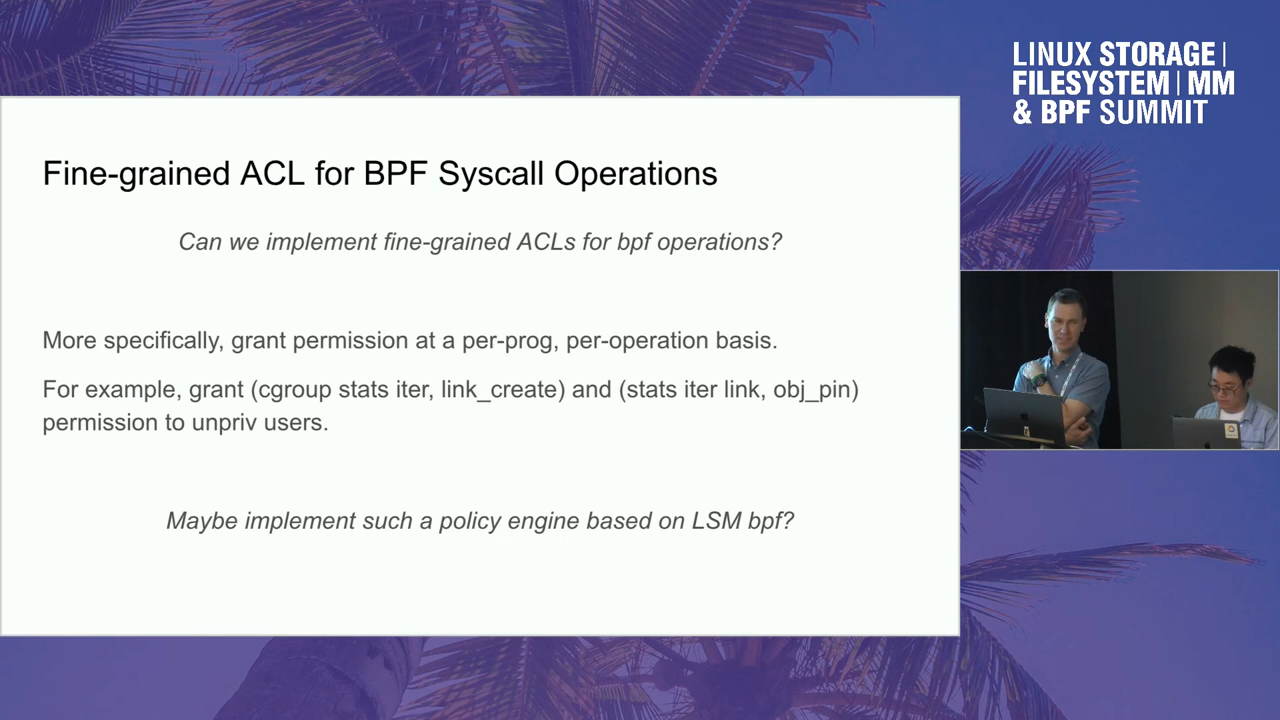 LINUX STORAGE |
FILESYSTEM | MM
& BPF SUMMIT
Fine-grained ACL for BPF Syscall Operations
Can we implement fine-grained ACLs for bpf operations?
More specifically, grant permission at a per-prog, per-operation basis.
For example, grant (cgroup stats iter, link_create) and (stats iter link, obj_pin)
permission to unpriv users.
Maybe implement such a policy engine based on LSM bpf?